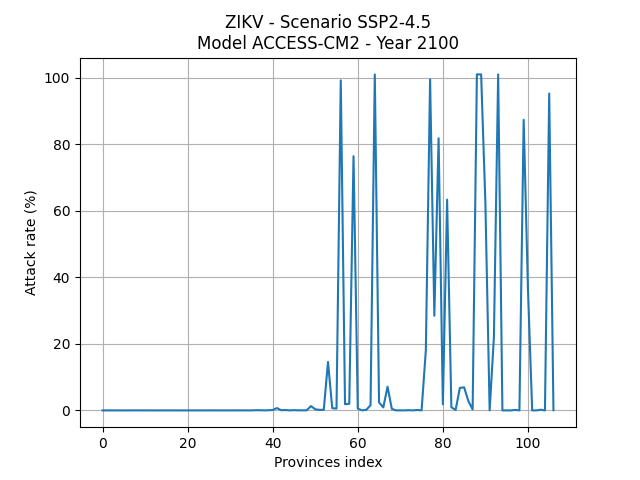 ZIKV - Scenario SSP2-4.5
Model ACCESS-CM2 - Year 2100
100
80
60
40
20
0
Attack rate (%)
0 20 40 60 80 100
Provinces index